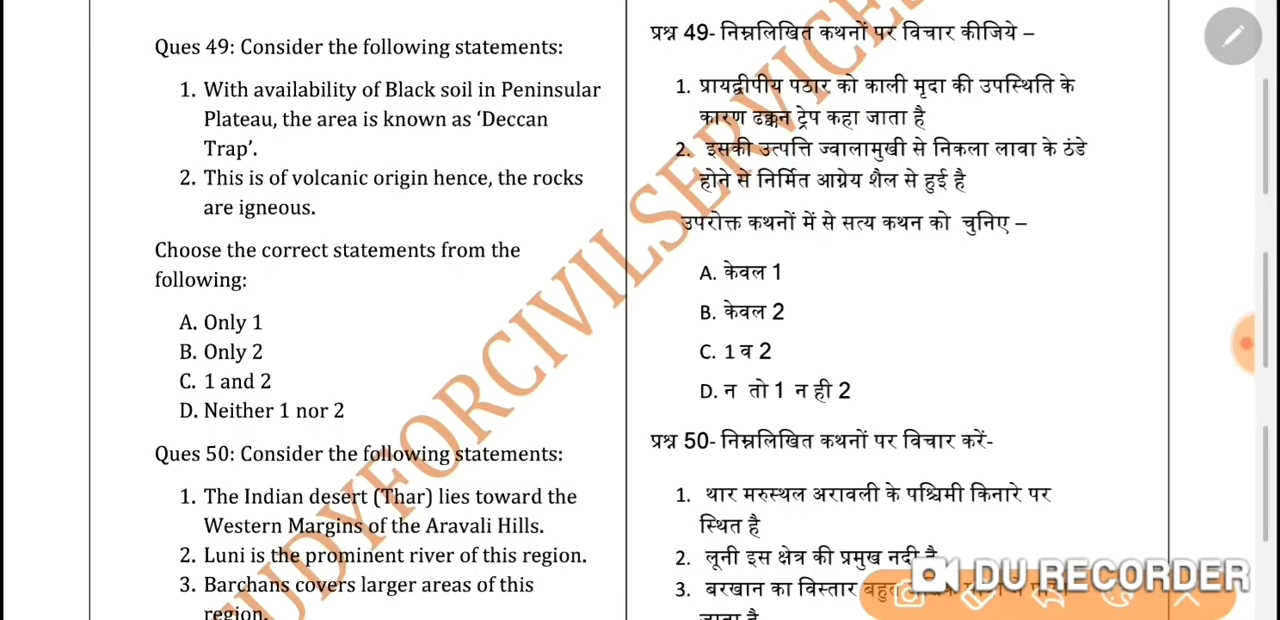 Ques 49: Consider the following statements:
1. With availability of Black soil in Peninsular
Plateau, the area is known as ‘Deccan
Trap’.
2. This is of volcanic origin hence, the rocks
are igneous.
Choose the correct statements from the
following:
A. Only 1
B. Only 2
C. 1 and 2
D. Neither 1 nor 2
Ques 50: Consider the following statements:
1. The Indian desert (Thar) lies toward the
Western Margins of the Aravali Hills.
2. Luni is the prominent river of this region.
3. Barchans covers larger areas of this
region.
प्रश्न 49- निम्नलिखित कथनों पर विचार कीजिये –
1. प्रायद्वीपीय पठार को काली मृदा की उपस्थिति के
कारण ढक्कन ट्रेप कहा जाता है
2. इसकी उत्पत्ति ज्वालामुखी से निकला लावा के ठंडे
होने से निर्मित आग्नेय शैल से हुई है
उपरोक्त कथनों में से सत्य कथन को चुनिए –
A. केवल 1
B. केवल 2
C. 1 व 2
D. न तो 1 न ही 2
प्रश्न 50- निम्नलिखित कथनों पर विचार करें-
1. थार मरुस्थल अरावली के पश्चिमी किनारे पर
स्थित है
2. लूनी इस क्षेत्र की प्रमुख नदी है
3. बरखान का विस्तार बहुत
जाता है
UDYFORCIVILSERVICE
DU RECORDER